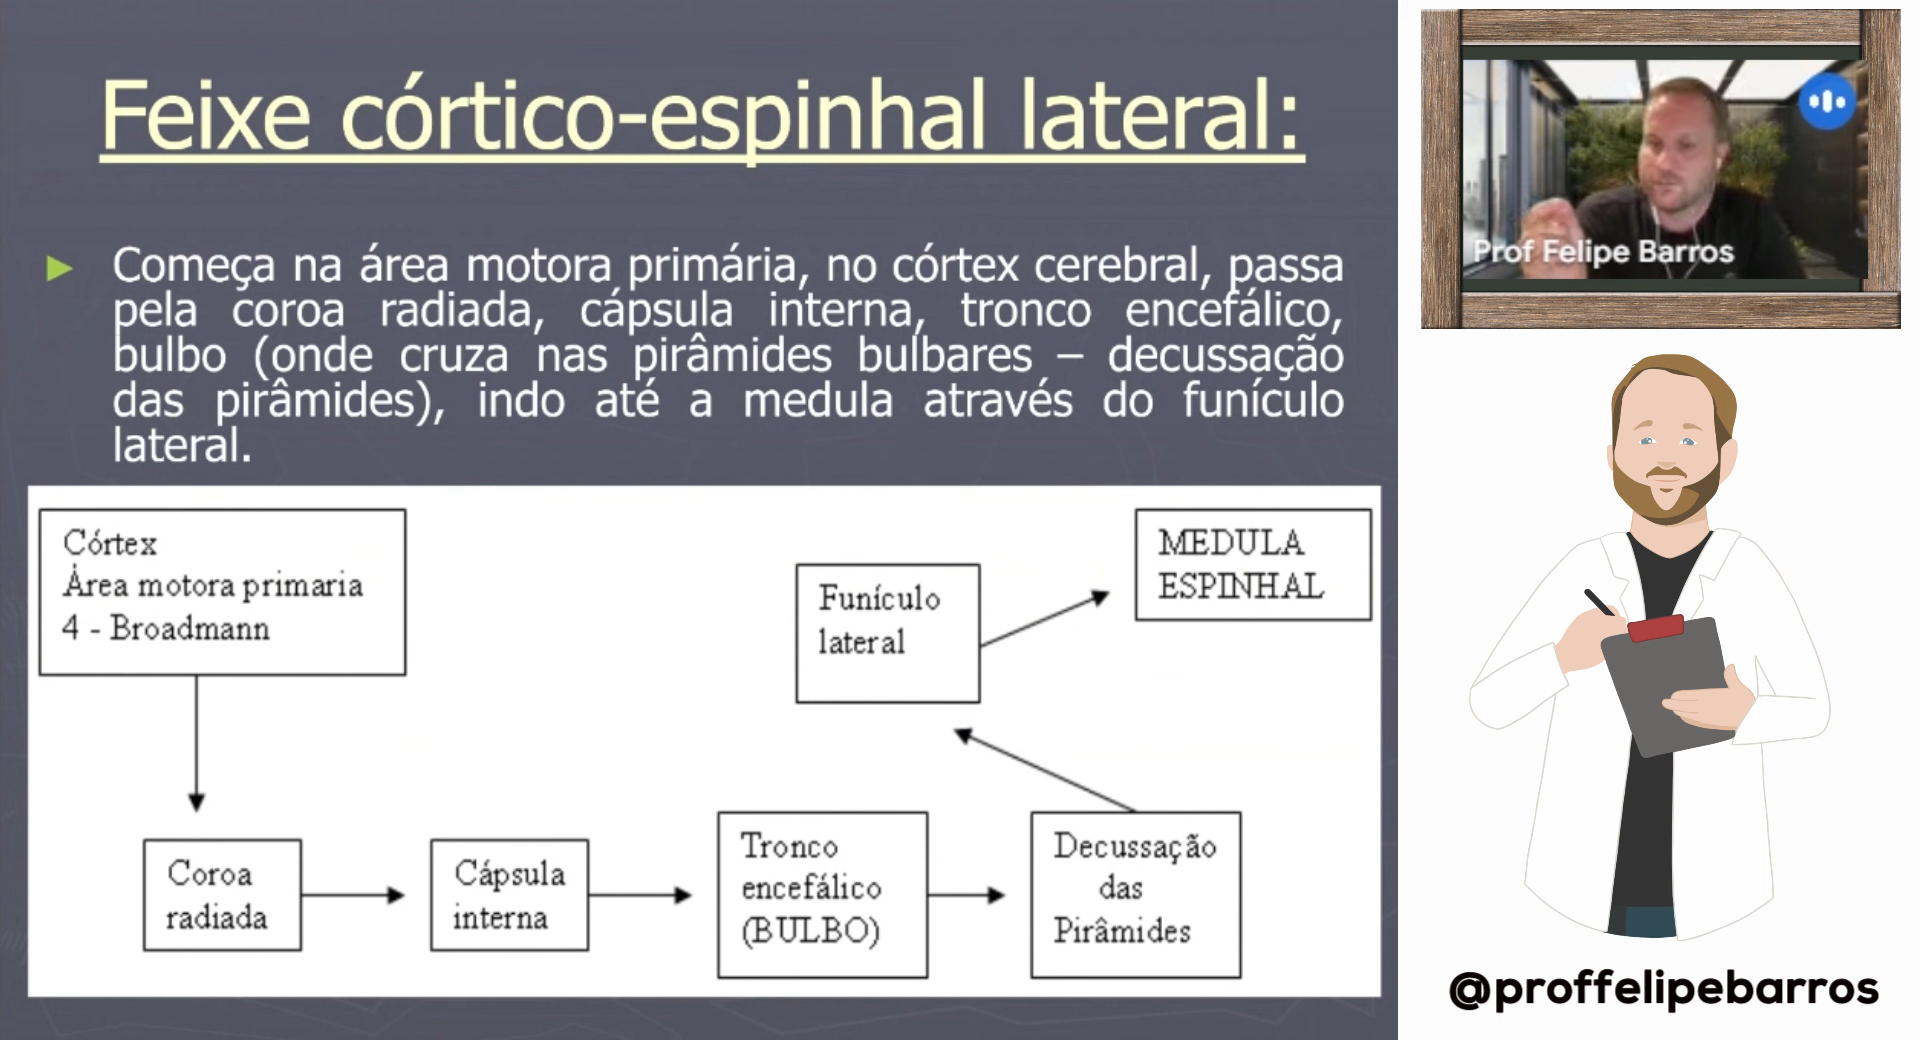 Feixe córtico-espinhal lateral:
Começa na área motora primária, no córtex cerebral, passa
pela coroa radiada, cápsula interna, tronco encefálico,
bulbo (onde cruza nas pirâmides bulbares – decussação
das pirâmides), indo até a medula através do funículo
lateral.
Córtex
Área motora primaria
4 - Broadmann
Coroa
radiada
Cápsula
interna
Tronco
encefálico
(BULBO)
Decussação
das
Pirâmides
Funículo
lateral
MEDULA
ESPINHAL
Prof Felipe Barros
@proffelipebarros